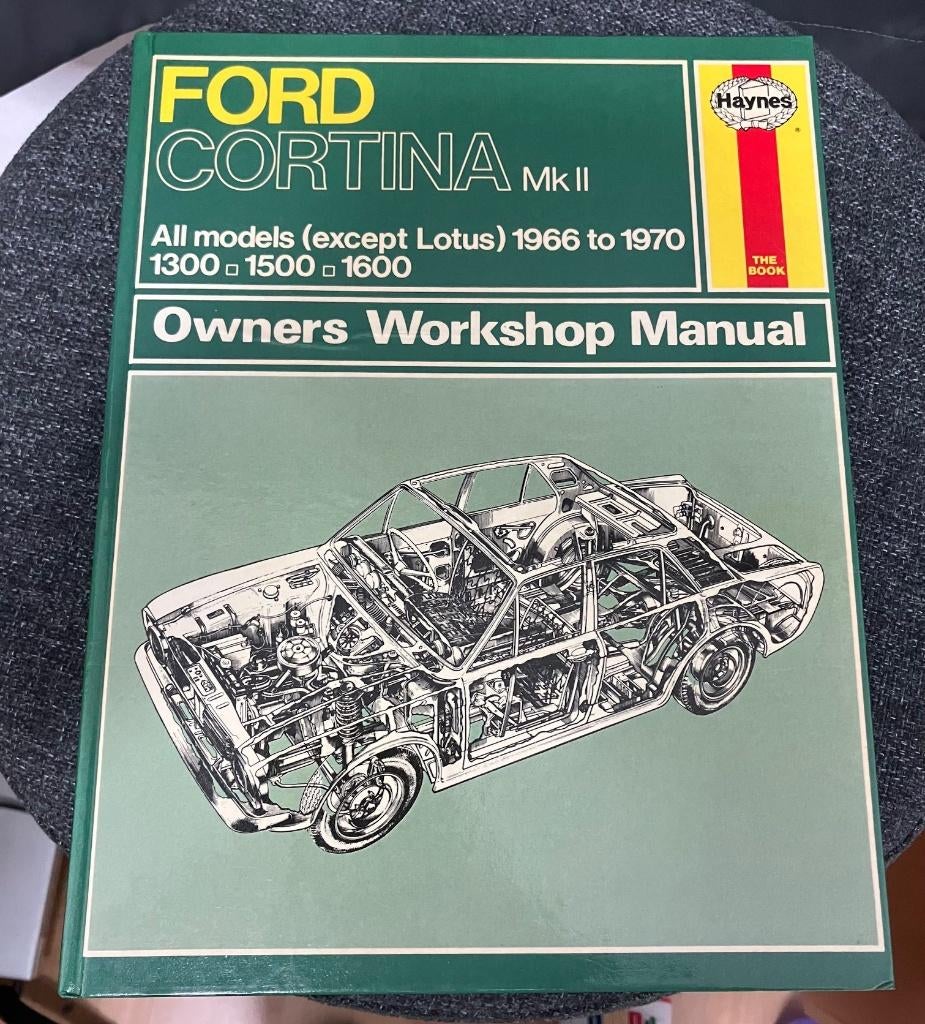 FORD
CORTINA Mk II
All models (except Lotus) 1966 to 1970
1300 □ 1500 □ 1600
Haynes
®
THE
BOOK
Owners Workshop Manual